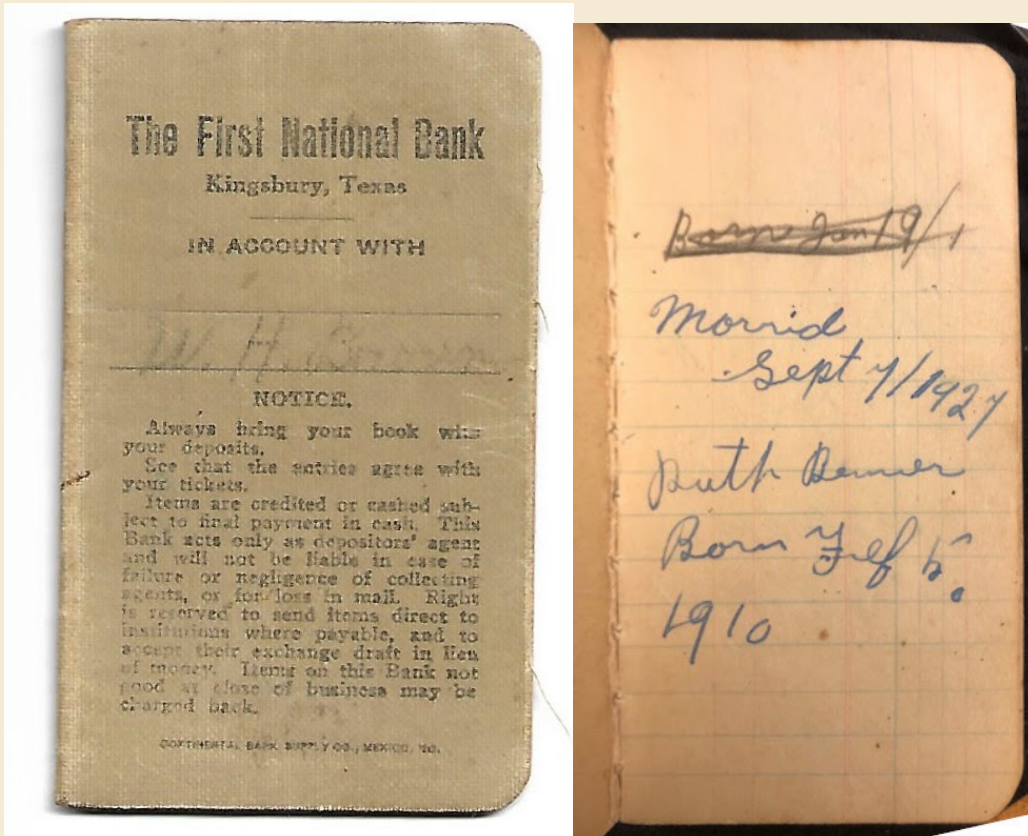 The First National Bank
Kingsbury, Texas
IN ACCOUNT WITH
W. H. Brown
NOTICE.
Always bring your book with
your deposits.
See that the entries agree with
your tickets.
Items are credited or cashed sub-
ject to final payment in cash. This
Bank acts only as depositors' agent
and will not be liable in case of
failure or negligence of collecting
agents, or for loss in mail. Right
is reserved to send items direct to
institutions where payable, and to
accept their exchange draft in lieu
of money. Items on this Bank not
good at close of business may be
charged back.
CONTINENTAL BANK SUPPLY CO., MEXICO, MO.
Born Jan 19/1
Morrid
Sept 7/1927
Ruth
Born Feb 5.
1910